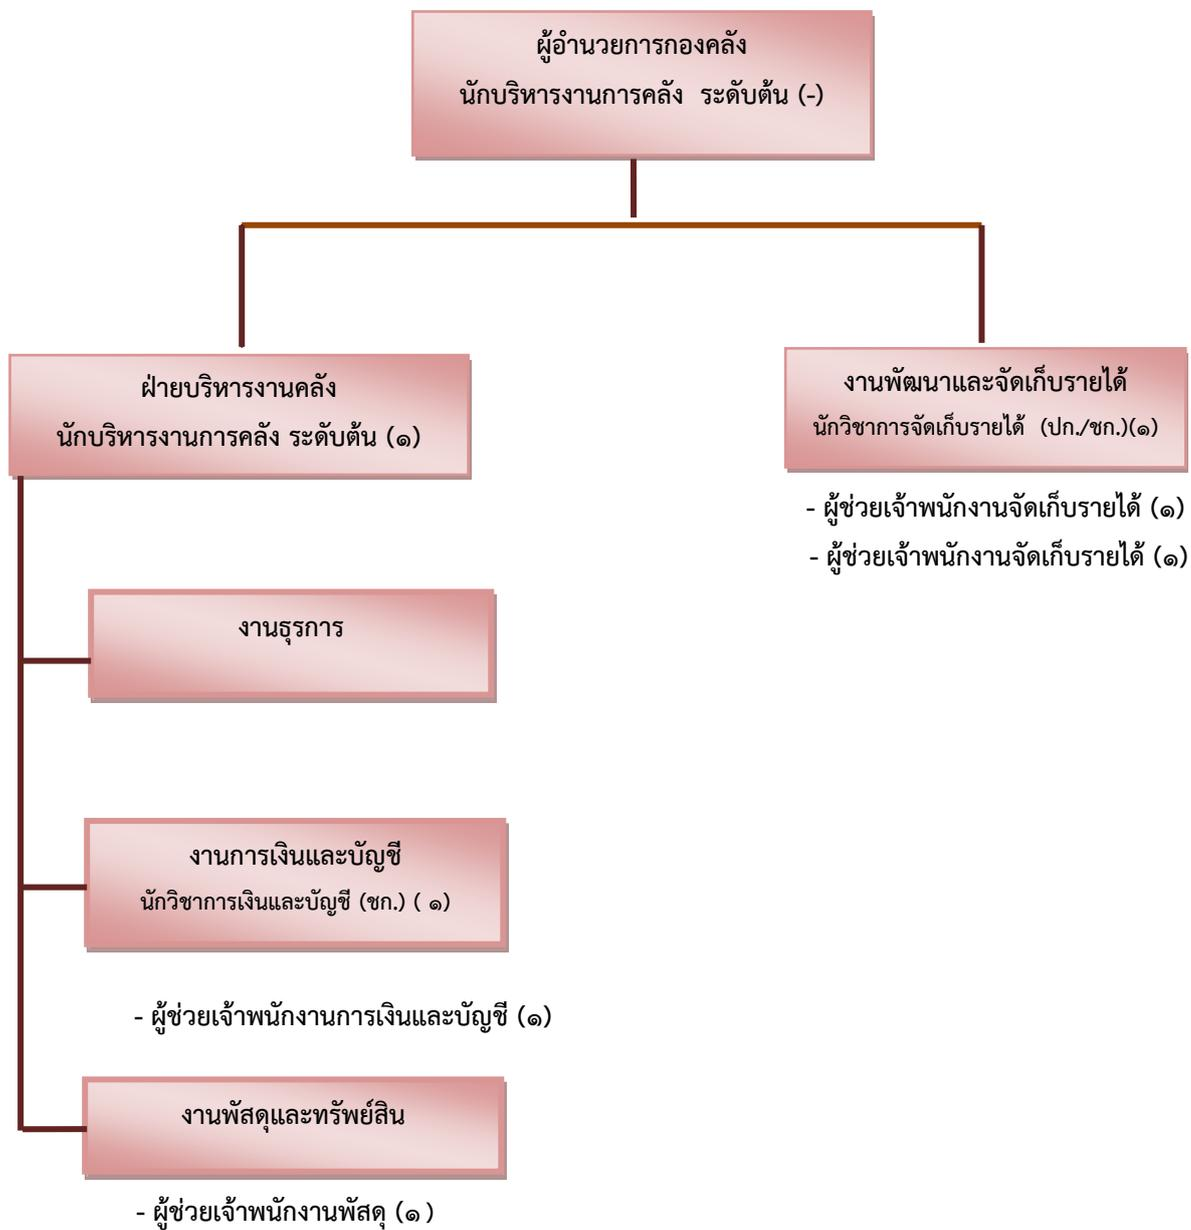 ผู้อำนวยการกองคลัง
นักบริหารงานการคลัง ระดับต้น (-)
ฝ่ายบริหารงานคลัง
นักบริหารงานการคลัง ระดับต้น (๑)
งานพัฒนาและจัดเก็บรายได้
นักวิชาการจัดเก็บรายได้ (ปก./ชก.)(๑)
- ผู้ช่วยเจ้าพนักงานจัดเก็บรายได้ (๑)
- ผู้ช่วยเจ้าพนักงานจัดเก็บรายได้ (๑)
งานธุรการ
งานการเงินและบัญชี
นักวิชาการเงินและบัญชี (ชก.) ( ๑)
- ผู้ช่วยเจ้าพนักงานการเงินและบัญชี (๑)
งานพัสดุและทรัพย์สิน
- ผู้ช่วยเจ้าพนักงานพัสดุ (๑ )